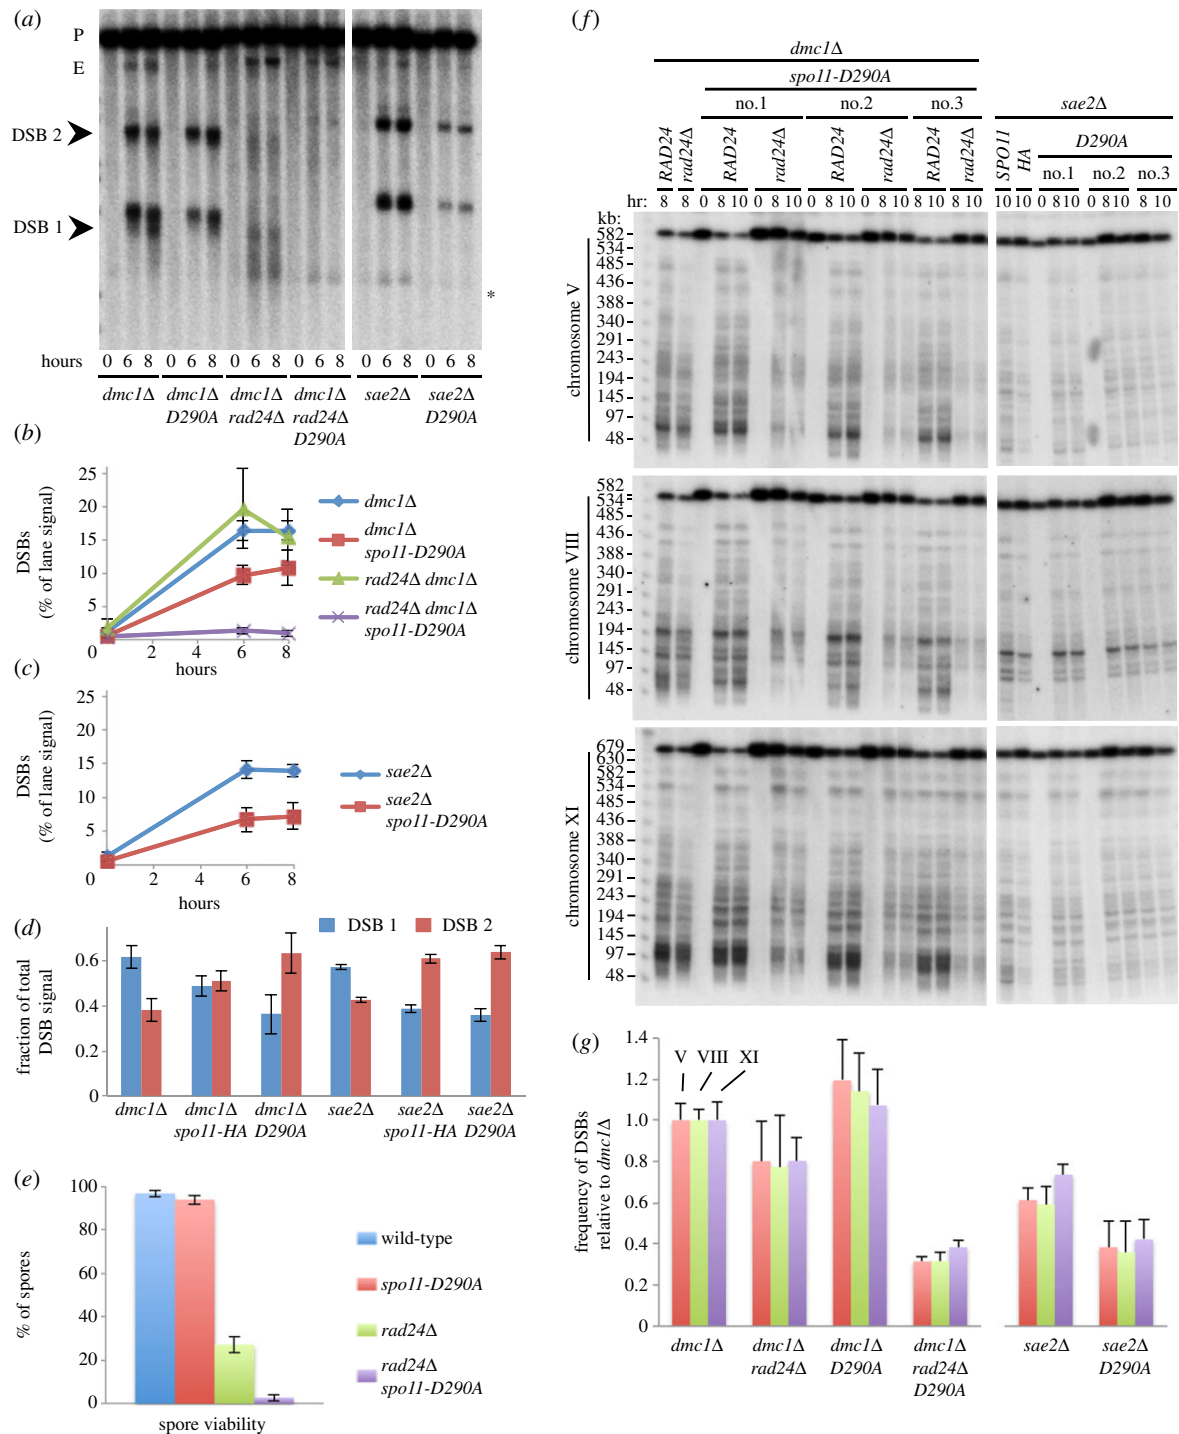 (a)
P
E
DSB 2
DSB 1
*
hours
0 6 8 0 6 8 0 6 8 0 6 8 0 6 8 0 6 8
dmc1Δ
dmc1Δ
D290A
dmc1Δ
rad24Δ
dmc1Δ
rad24Δ
D290A
sae2Δ
sae2Δ
D290A
(b)
DSBs
(% of lane signal)
25
20
15
10
5
0
2 4 6 8
hours
dmc1Δ
dmc1Δ
spo11-D290A
rad24Δ dmc1Δ
rad24Δ dmc1Δ
spo11-D290A
(c)
DSBs
(% of lane signal)
25
20
15
10
5
0
0 2 4 6 8
hours
sae2Δ
sae2Δ
spo11-D290A
(d)
fraction of total
DSB signal
DSB 1 DSB 2
0.6
0.4
0.2
0
dmc1Δ
dmc1Δ
spo11-HA
dmc1Δ
D290A
sae2Δ
sae2Δ
spo11-HA
sae2Δ
D290A
(e)
% of spores
100
80
60
40
20
0
spore viability
wild-type
spo11-D290A
rad24Δ
rad24Δ
spo11-D290A
(f)
dmc1Δ
spo11-D290A
no.1 no.2 no.3
RAD24 rad24Δ RAD24 rad24Δ RAD24 rad24Δ RAD24 rad24Δ
sae2Δ
SPO11 HA
D290A
no.1 no.2 no.3
hr: 8 8 0 8 10 0 8 10 0 8 10 0 8 10 0 8 10 8 10 10 10 0 8 10 0 8 10 8 10
kb:
chromosome V
582
534
485
436
388
340
291
243
194
145
97
48
chromosome VIII
582
534
485
436
388
340
291
243
194
145
97
48
chromosome XI
679
630
582
534
485
436
388
340
291
243
194
145
97
48
(g)
frequency of DSBs
relative to dmc1Δ
1.4
1.2
1.0
0.8
0.6
0.4
0.2
0
V VIII XI
dmc1Δ
dmc1Δ
rad24Δ
dmc1Δ
D290A
dmc1Δ
rad24Δ
D290A
sae2Δ
sae2Δ
D290A